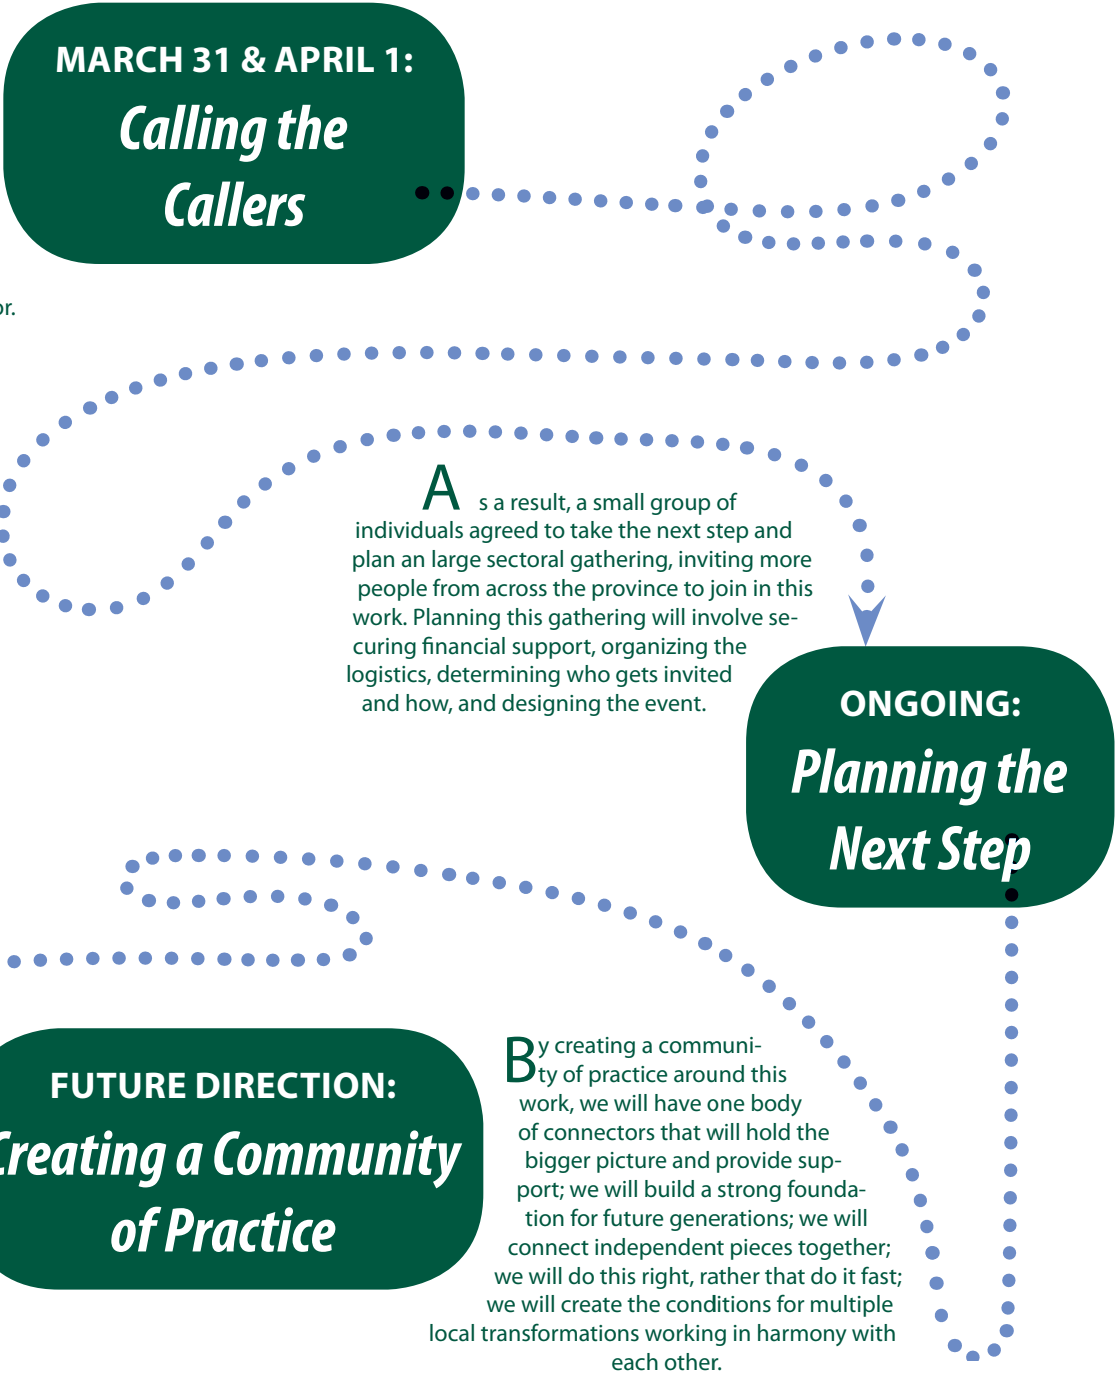 MARCH 31 & APRIL 1:
Calling the
Callers
or.
As a result, a small group of
individuals agreed to take the next step and
plan an large sectoral gathering, inviting more
people from across the province to join in this
work. Planning this gathering will involve se-
curing financial support, organizing the
logistics, determining who gets invited
and how, and designing the event.
ONGOING:
Planning the
Next Step
FUTURE DIRECTION:
Creating a Community
of Practice
By creating a communi-
ty of practice around this
work, we will have one body
of connectors that will hold the
bigger picture and provide sup-
port; we will build a strong founda-
tion for future generations; we will
connect independent pieces together;
we will do this right, rather that do it fast;
we will create the conditions for multiple
local transformations working in harmony with
each other.